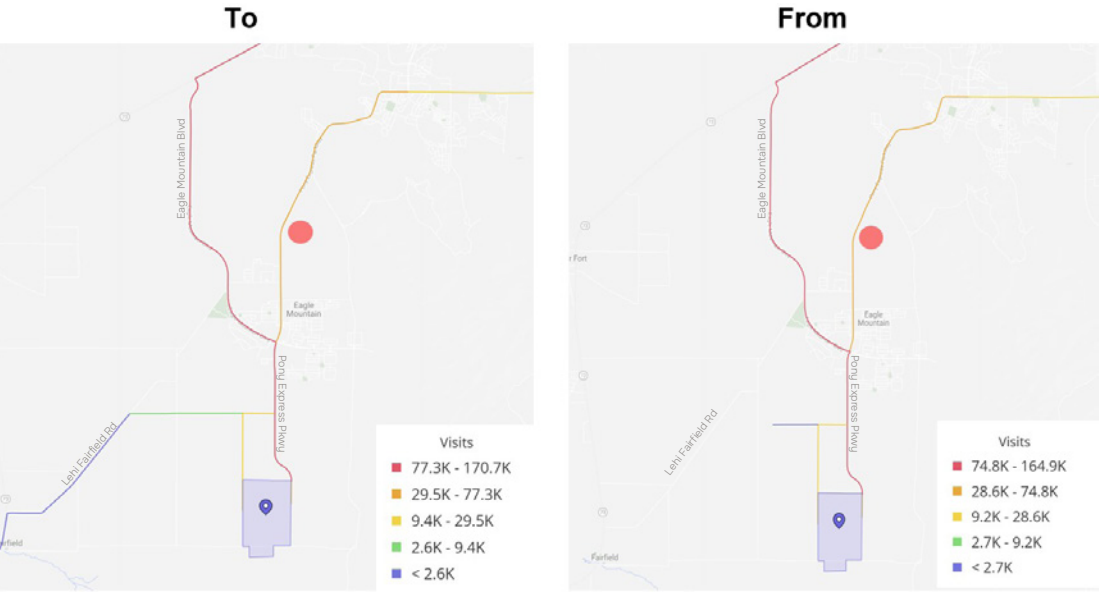 To
From
Eagle Mountain Blvd
Eagle
Mountain
Pony Express Pkwy
Lehi Fairfield Rd
Visits
77.3K - 170.7K
29.5K - 77.3K
9.4K - 29.5K
2.6K - 9.4K
< 2.6K
Eagle Mountain Blvd
Eagle
Mountain
Pony Express Pkwy
Lehi Fairfield Rd
Fairfield
Visits
74.8K - 164.9K
28.6K - 74.8K
9.2K - 28.6K
2.7K - 9.2K
< 2.7K